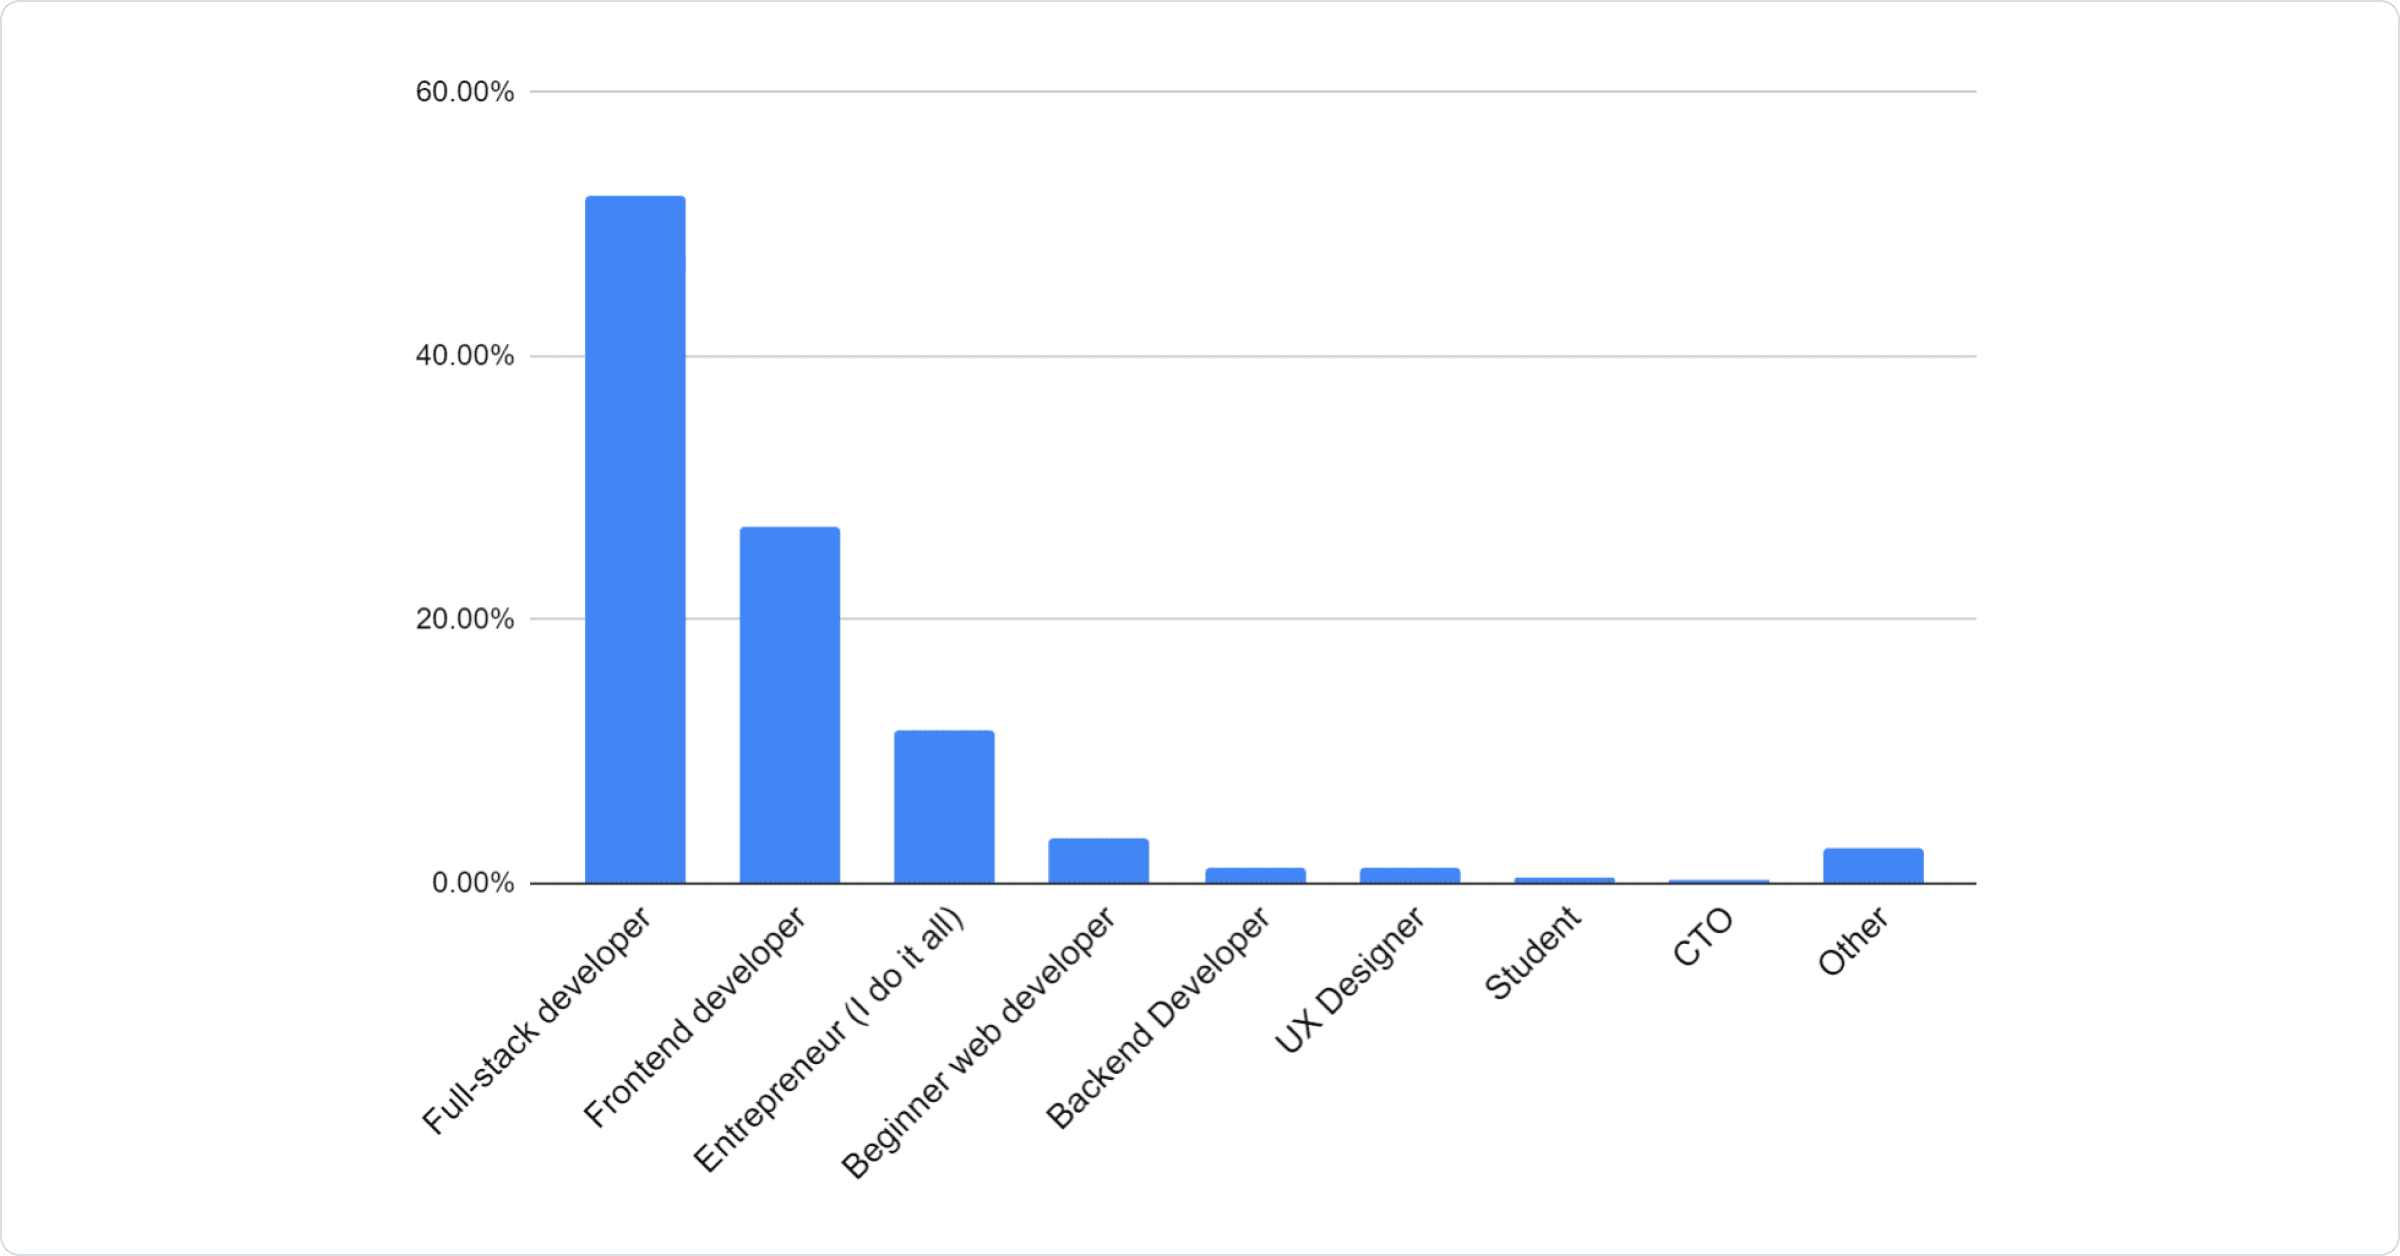 60.00%
40.00%
20.00%
0.00%
Full-stack developer
Frontend developer
Entrepreneur (I do it all)
Beginner web developer
Backend Developer
UX Designer
Student
CTO
Other